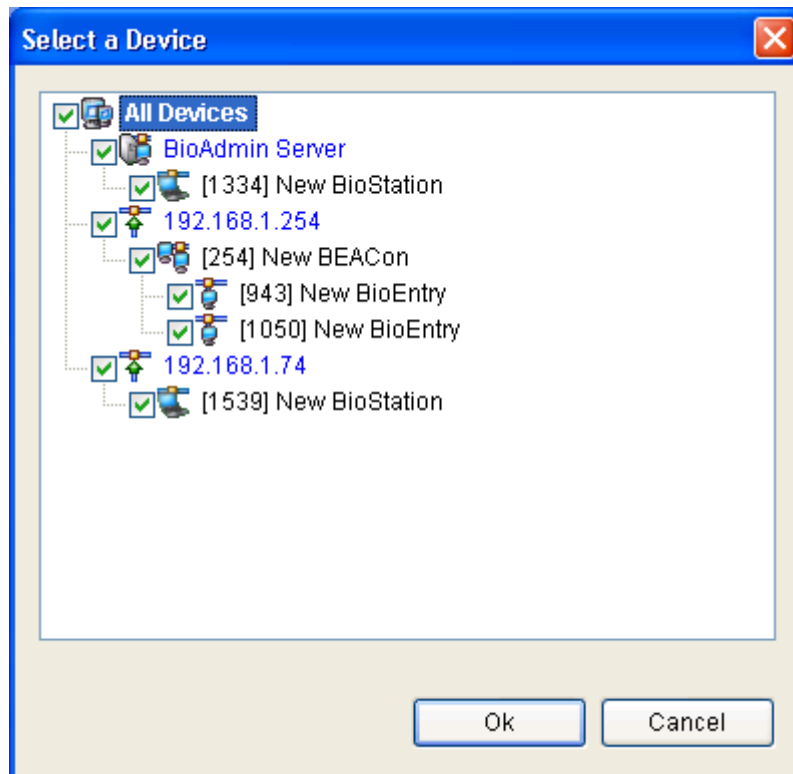 Select a Device
All Devices
BioAdmin Server
[1334] New BioStation
192.168.1.254
[254] New BEACon
[943] New BioEntry
[1050] New BioEntry
192.168.1.74
[1539] New BioStation
Ok Cancel